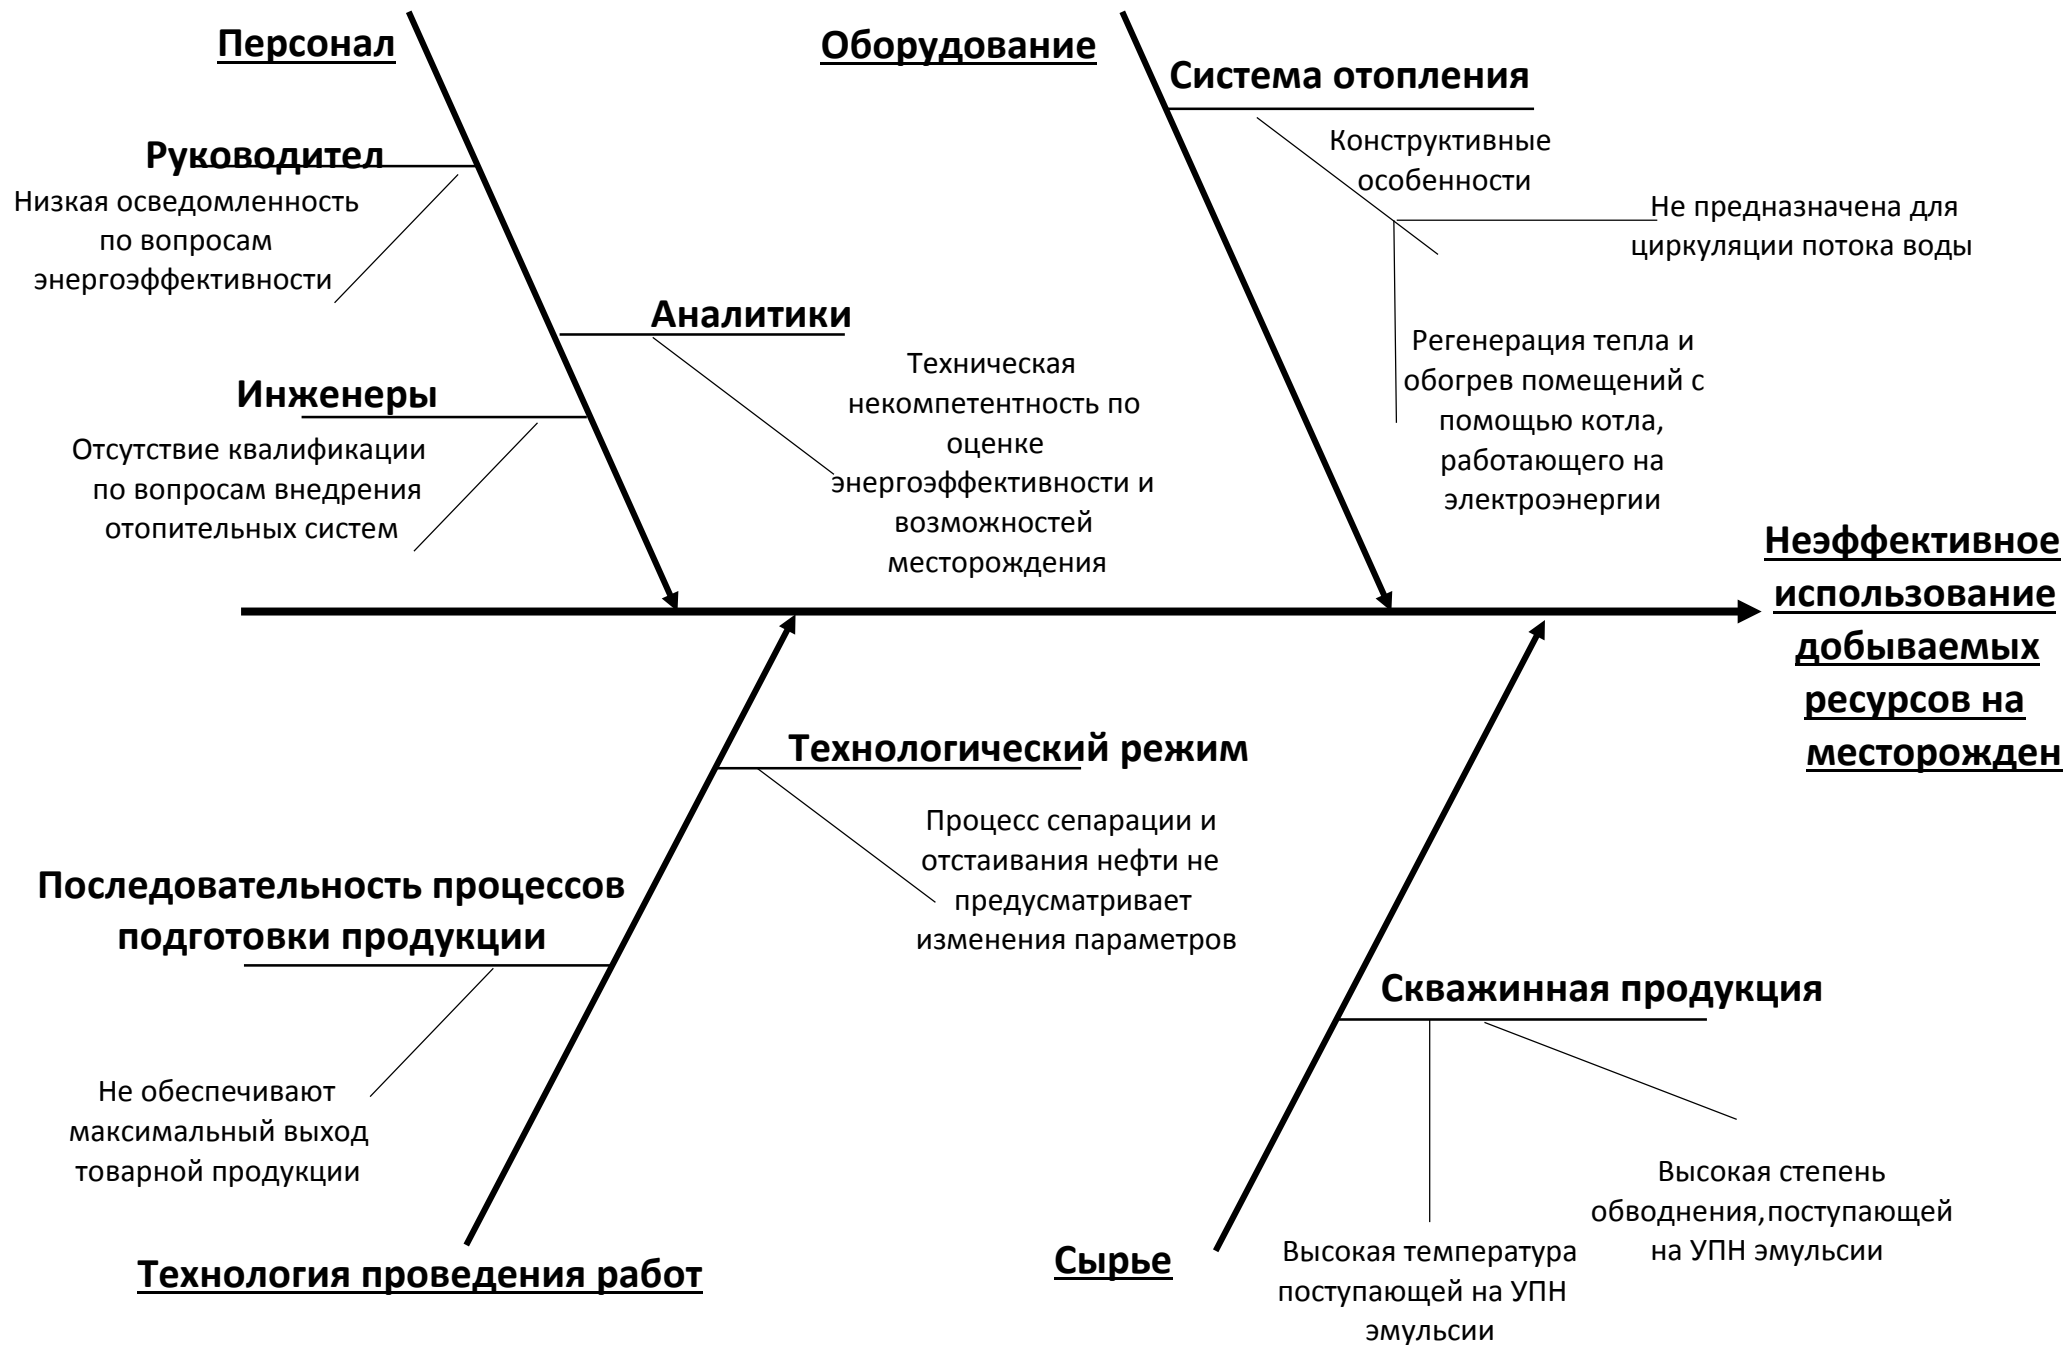 Персонал
Руководител
Низкая осведомленность
по вопросам
энергоэффективности
Инженеры
Отсутствие квалификации
по вопросам внедрения
отопительных систем
Аналитики
Техническая
некомпетентность по
оценке
энергоэффективности и
возможностей
месторождения
Оборудование
Система отопления
Конструктивные
особенности
Не предназначена для
циркуляции потока воды
Регенерация тепла и
обогрев помещений с
помощью котла,
работающего на
электроэнергии
Неэффективное
использование
добываемых
ресурсов на
месторожден
Технологический режим
Процесс сепарации и
отстаивания нефти не
предусматривает
изменения параметров
Последовательность процессов
подготовки продукции
Не обеспечивают
максимальный выход
товарной продукции
Технология проведения работ
Скважинная продукция
Высокая степень
обводнения,поступающей
на УПН эмульсии
Высокая температура
поступающей на УПН
эмульсии
Сырье